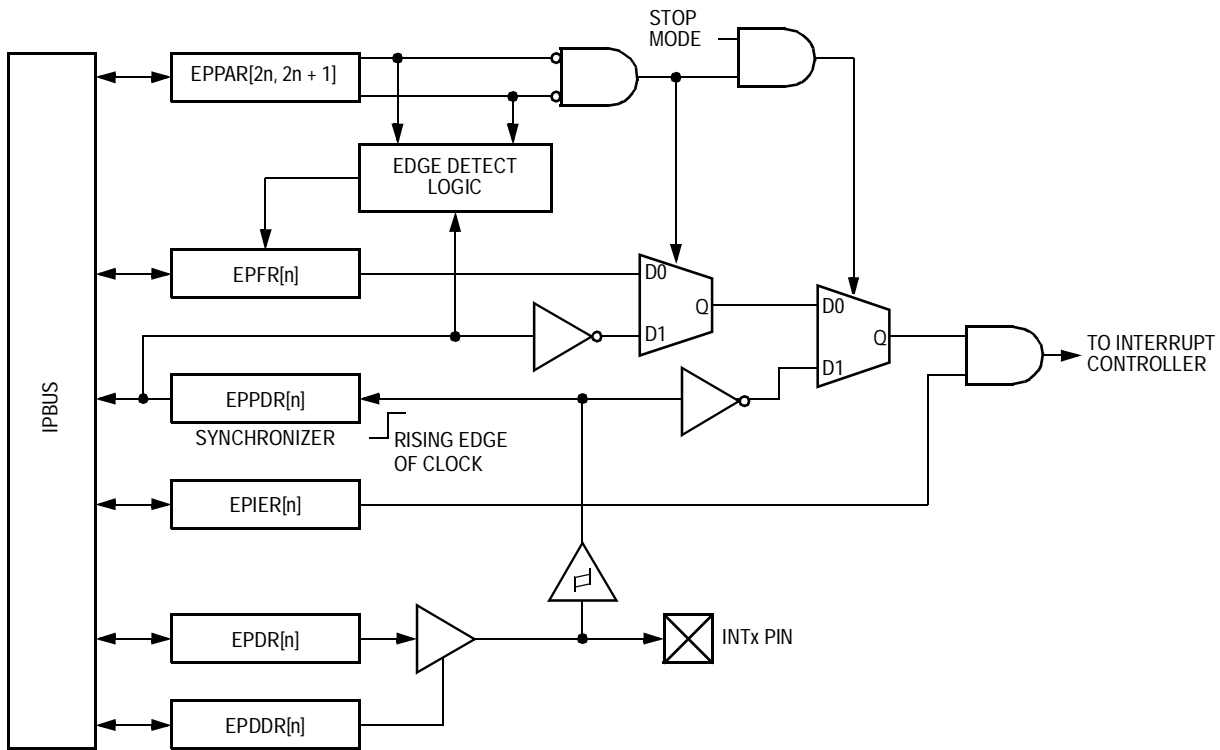 STOP
MODE
EPPAR[2n, 2n + 1]
EDGE DETECT
LOGIC
EPFR[n]
D0
Q
D1
D0
Q
D1
TO INTERRUPT
CONTROLLER
IPBUS
EPPDR[n]
SYNCHRONIZER
RISING EDGE
OF CLOCK
EPIER[n]
EPDR[n]
INTx PIN
EPDDR[n]